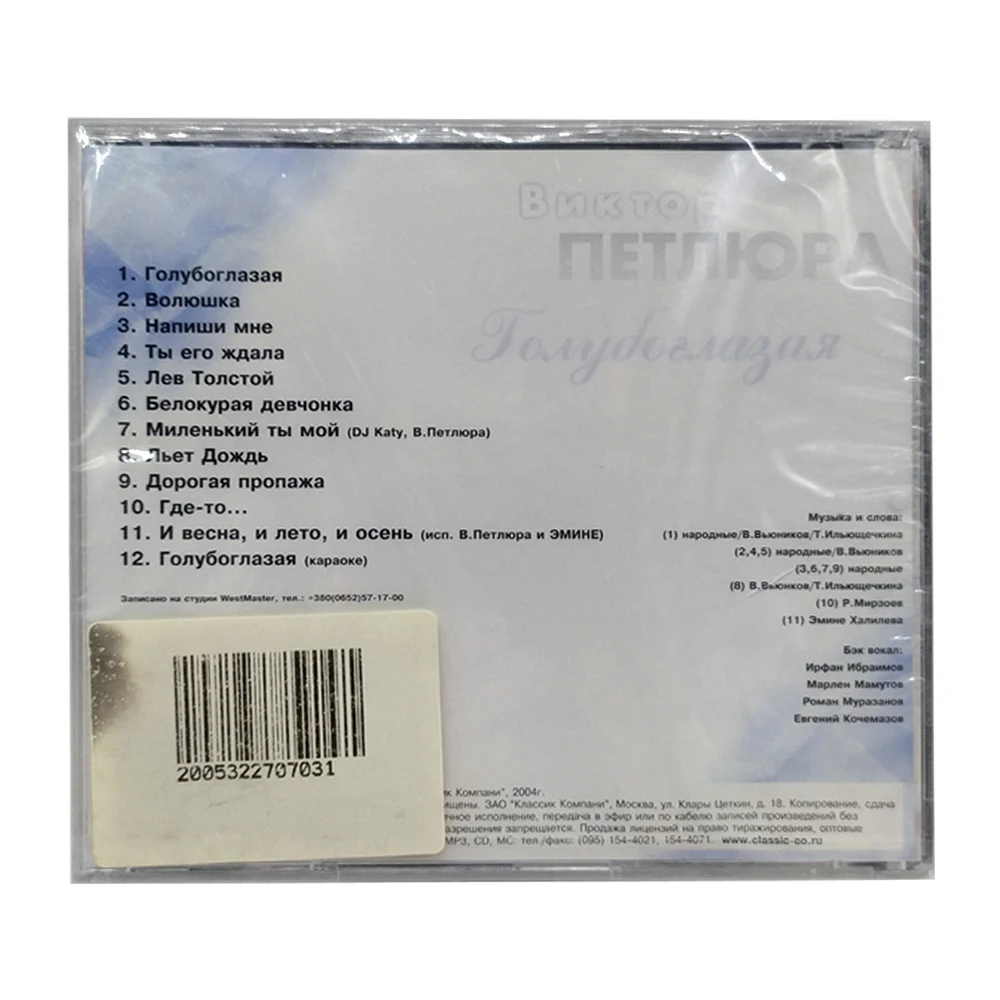 Виктор
ПЕТЛЮРА
Голубоглазая
1. Голубоглазая
2. Волюшка
3. Напиши мне
4. Ты его ждала
5. Лев Толстой
6. Белокурая девчонка
7. Миленький ты мой (DJ Katy, В.Петлюра)
8. Льет Дождь
9. Дорогая пропажа
10. Где-то...
11. И весна, и лето, и осень (исп. В.Петлюра и ЭМИНЕ)
12. Голубоглазая (караоке)
Записано на студии WestMaster, тел.: +380(0652)57-17-00
Музыка и слова:
(1) народные/В.Вьюников/Т.Ильющечкина
(2,4,5) народные/В.Вьюников
(3,6,7,9) народные
(8) В.Вьюнков/Т.Ильющечкина
(10) Р.Мирзоев
(11) Эмине Халилева
Бэк вокал:
Ирфан Ибраимов
Марлен Мамутов
Роман Муразанов
Евгений Кочемазов
2005322707031
Компани", 2004г.
ЗАО "Классик Компани", Москва, ул. Клары Цеткин, д. 18. Копирование, сдача
исполнение, передача в эфир или по кабелю записей произведений без
запрещается. Продажа лицензий на право тиражирования, оптовые
MP3, CD, MC: тел./факс: (095) 154-4021, 154-4071. www.classic-co.ru